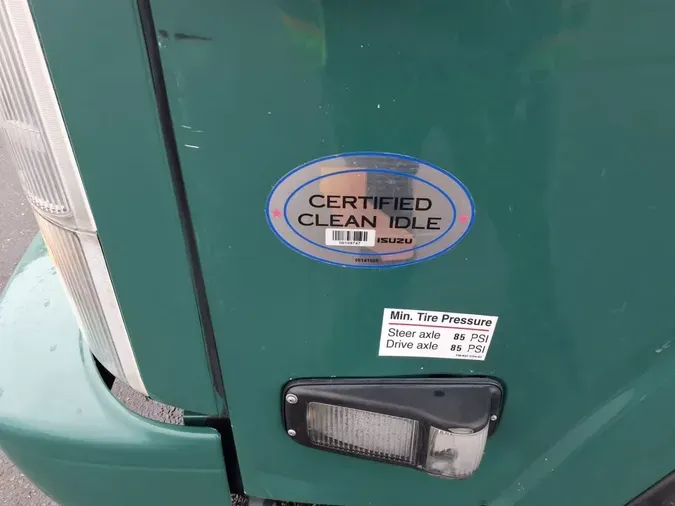 CERTIFIED
CLEAN IDLE
ISUZU
Min. Tire Pressure
Steer axle 85 PSI
Drive axle 85 PSI